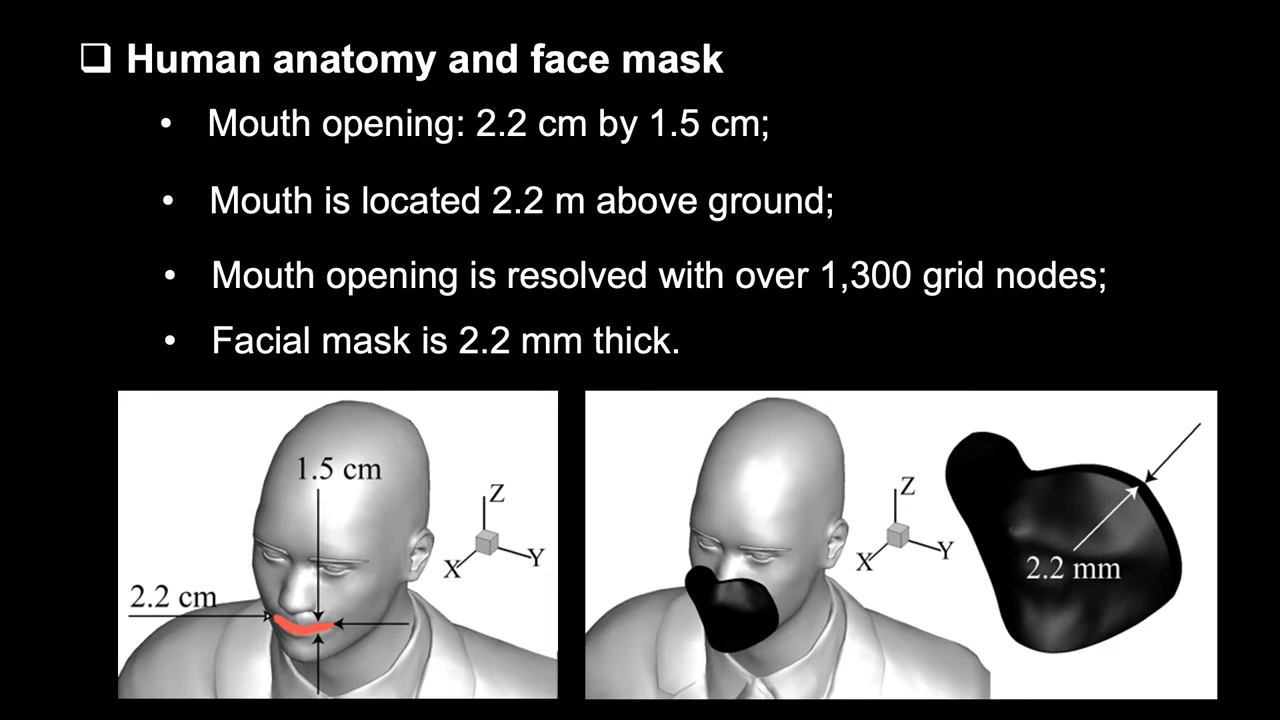 ❑ Human anatomy and face mask
• Mouth opening: 2.2 cm by 1.5 cm;
• Mouth is located 2.2 m above ground;
• Mouth opening is resolved with over 1,300 grid nodes;
• Facial mask is 2.2 mm thick.
1.5 cm
Z
X
Y
2.2 cm
Z
X
Y
2.2 mm